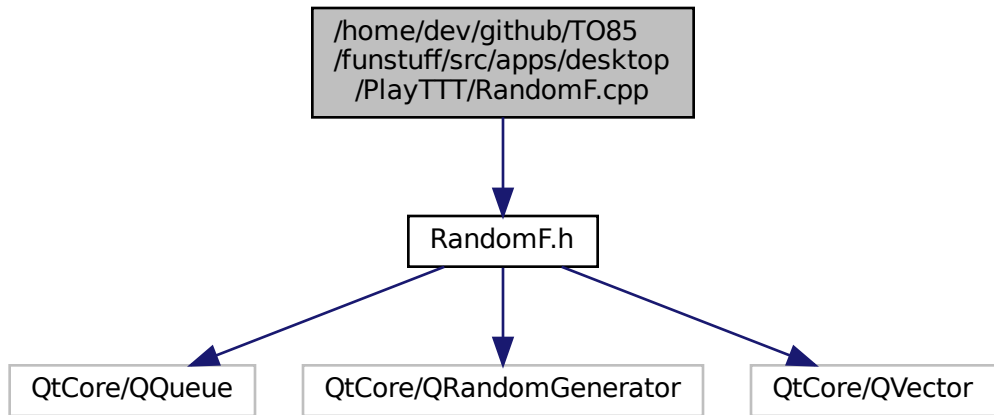 /home/dev/github/TO85
/funstuff/src/apps/desktop
/PlayTTT/RandomF.cpp
RandomF.h
QtCore/QQueue
QtCore/QRandomGenerator
QtCore/QVector